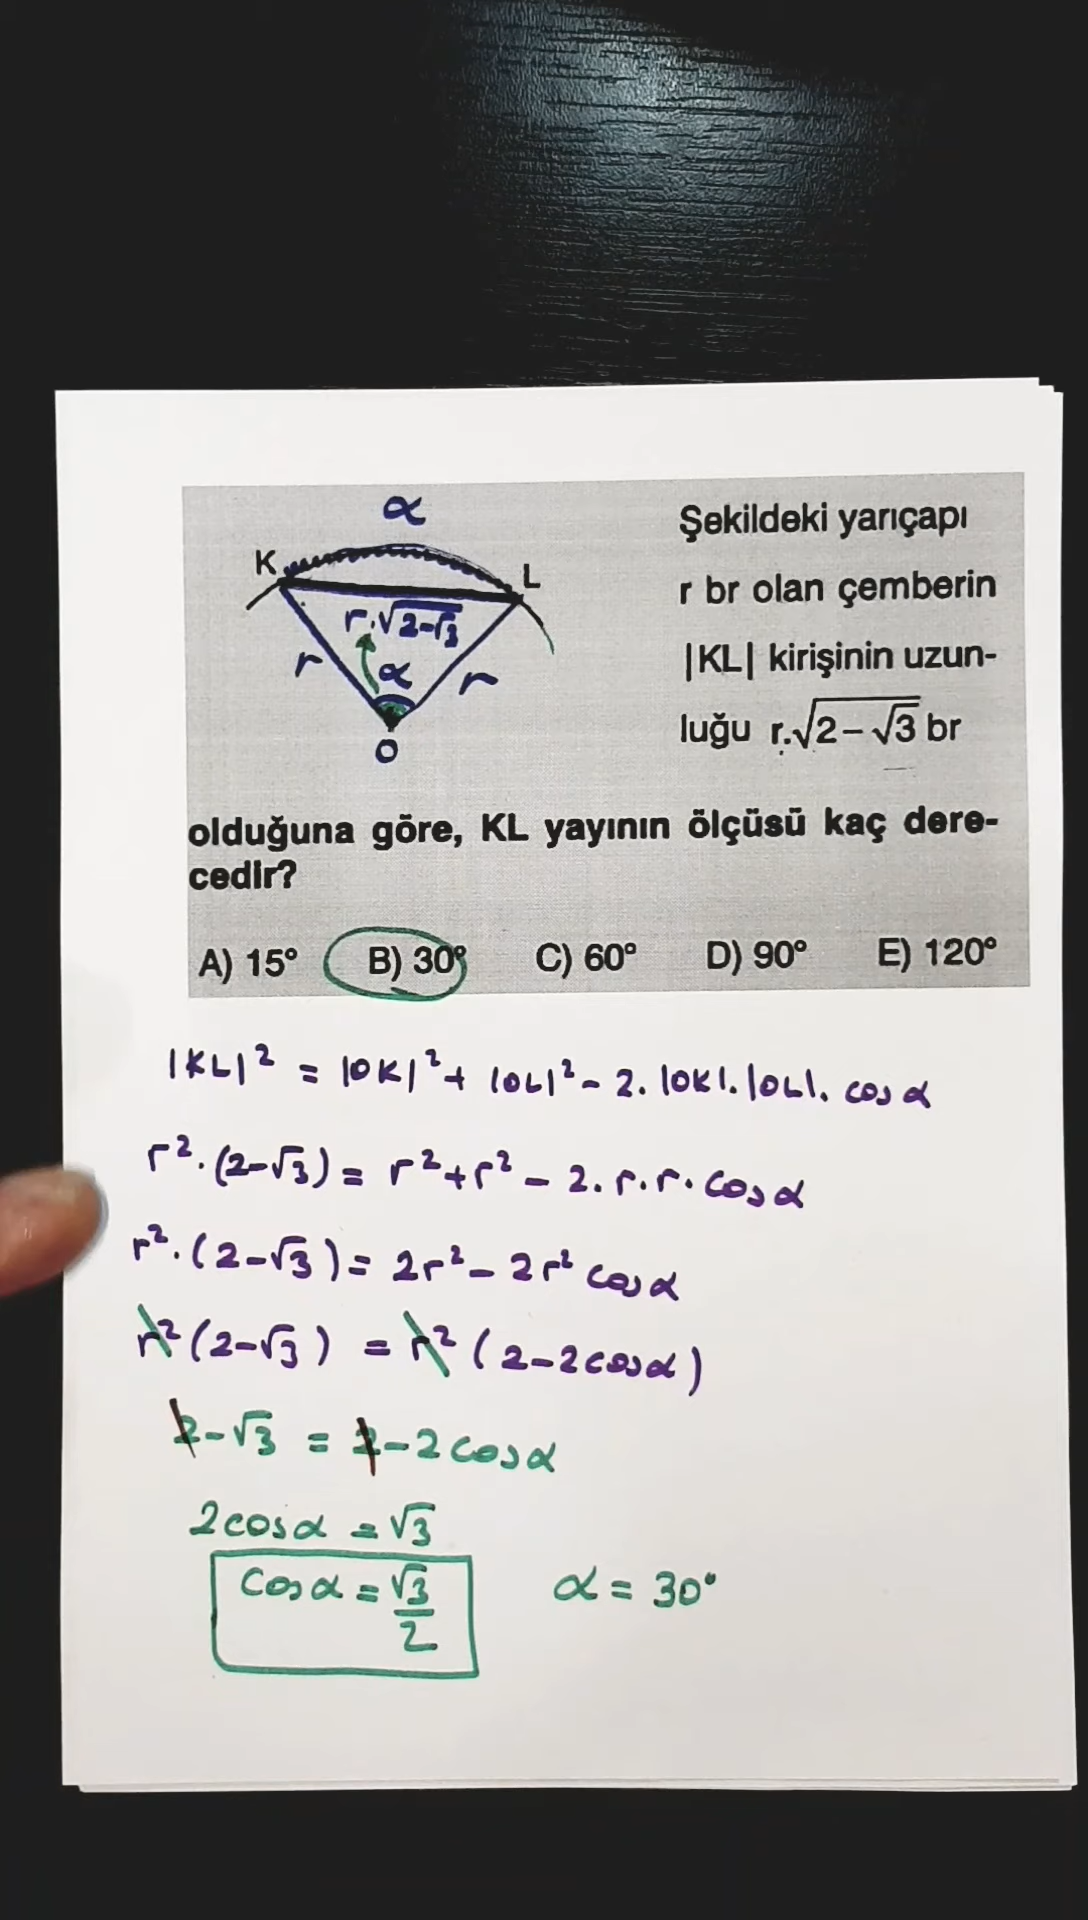 α
K
L
r.√2-√3
r
α
r
O
Şekildeki yarıçapı
r br olan çemberin
|KL| kirişinin uzun-
luğu r.√2-√3 br
olduğuna göre, KL yayının ölçüsü kaç dere-
cedir?
A) 15° B) 30° C) 60° D) 90° E) 120°
|KL|² = |OK|² + |OL|² - 2. |OK|. |OL|. cos α
r². (2-√3) = r²+r² - 2. r. r. cos α
r². (2-√3) = 2r² - 2r² cos α
r² (2-√3) = r² (2-2cos α)
2-√3 = 2-2cos α
2cos α = √3
cos α = √3/2 α = 30°